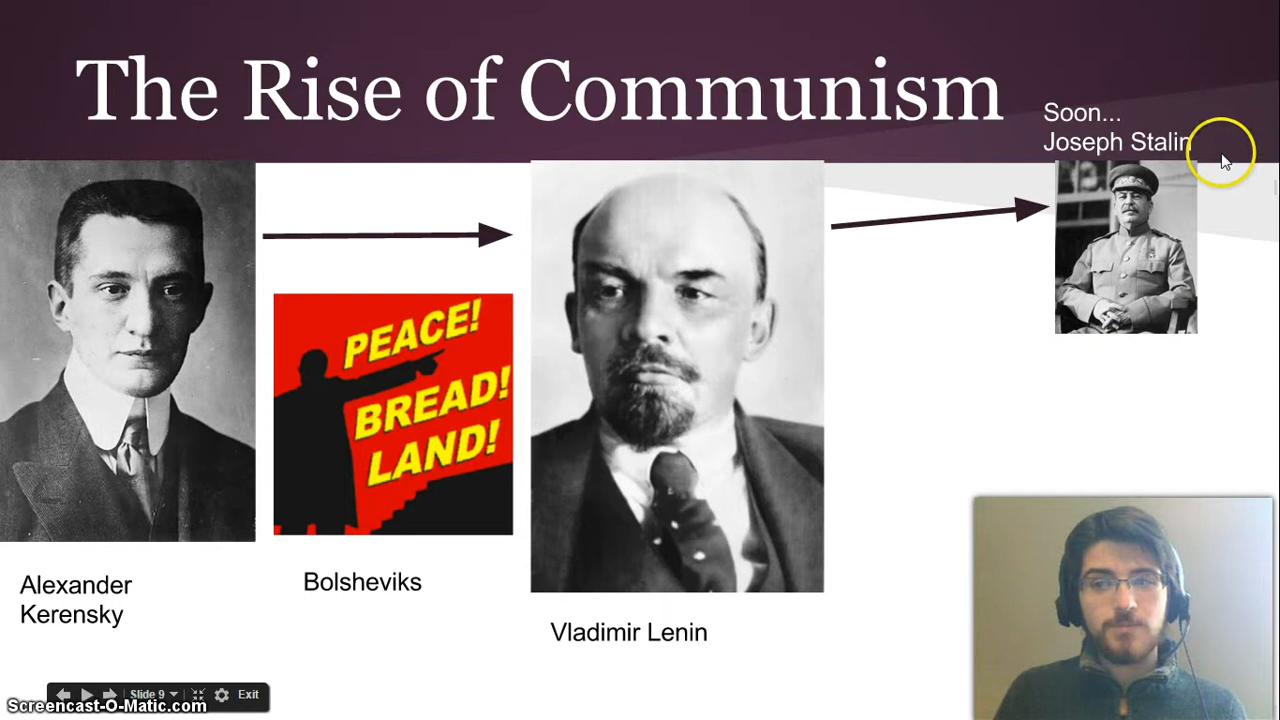 The Rise of Communism
Soon...
Joseph Stalin
PEACE!
BREAD!
LAND!
Alexander
Kerensky
Bolsheviks
Vladimir Lenin
Slide 9
Exit
Screencast-O-Matic.com